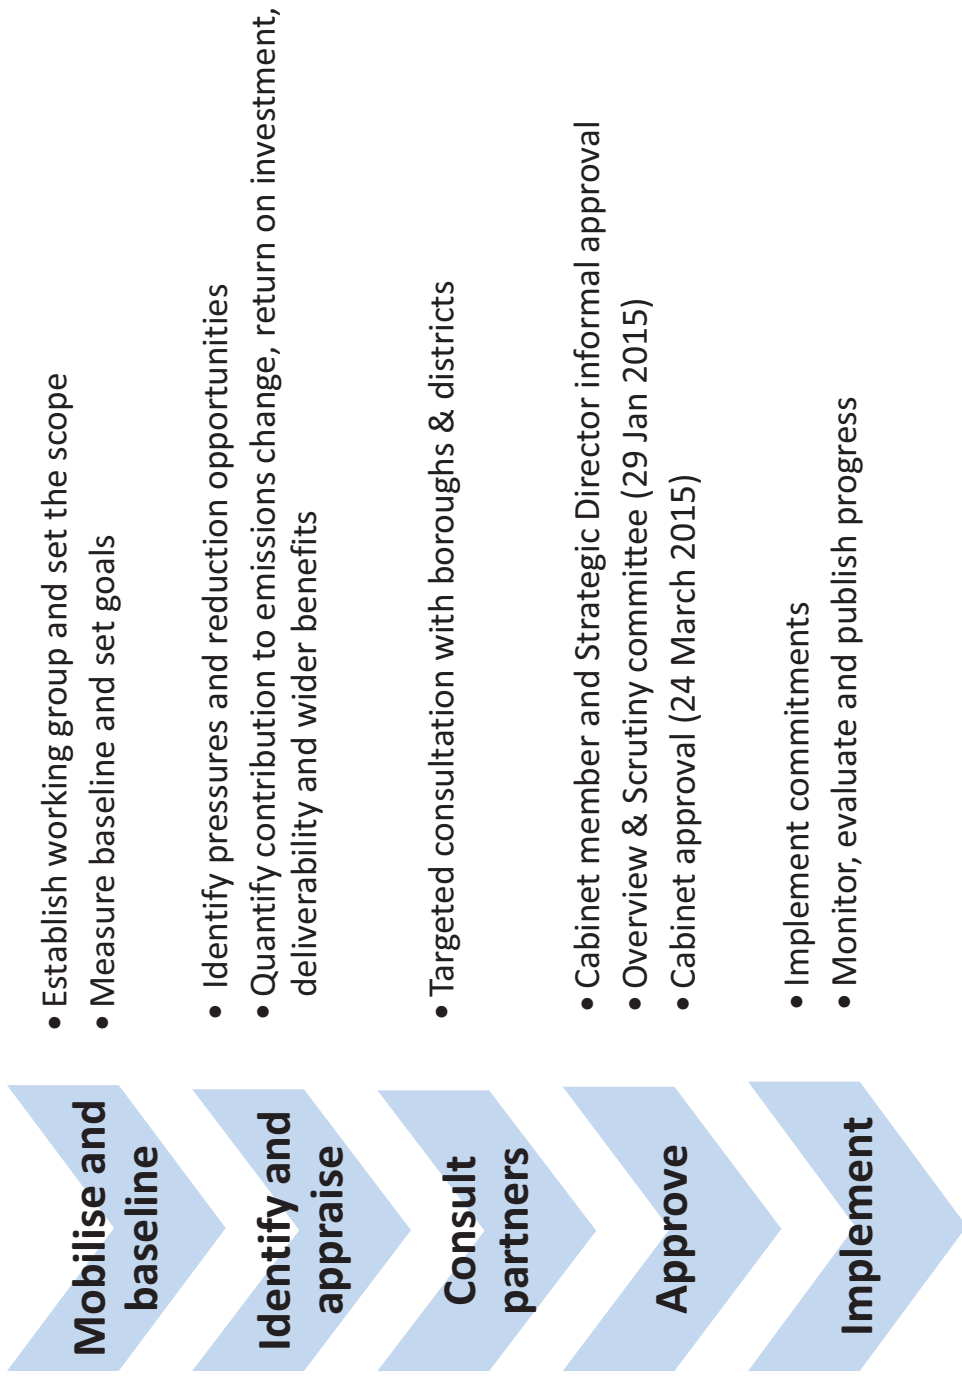 Mobilise and
baseline
• Establish working group and set the scope
• Measure baseline and set goals
Identify and
appraise
• Identify pressures and reduction opportunities
• Quantify contribution to emissions change, return on investment,
deliverability and wider benefits
Consult
partners
• Targeted consultation with boroughs & districts
Approve
• Cabinet member and Strategic Director informal approval
• Overview & Scrutiny committee (29 Jan 2015)
• Cabinet approval (24 March 2015)
Implement
• Implement commitments
• Monitor, evaluate and publish progress